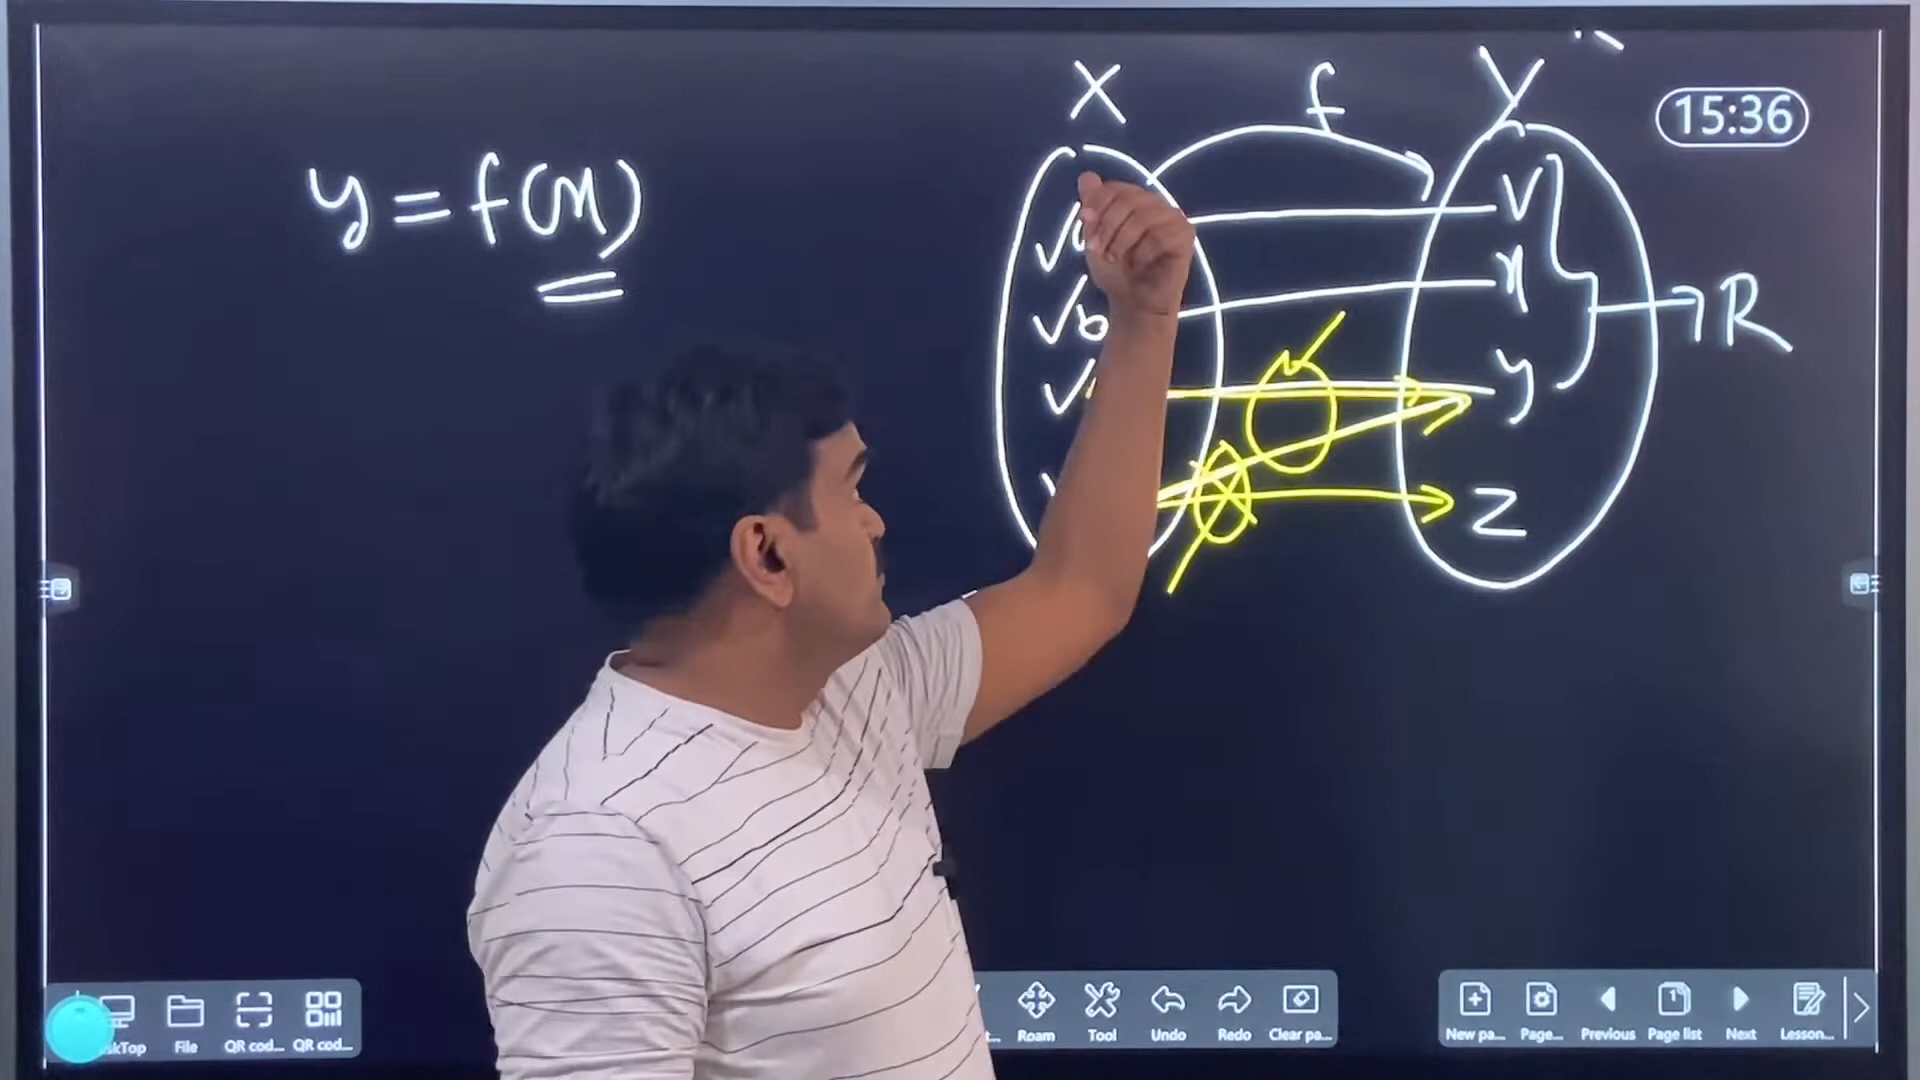 X f Y
15:36
y = f(x)
V
x
b
R
y
Z
DeskTop File QR cod... QR cod... Roam Tool Undo Redo Clear pa... New pa... Page... Previous Page list Next Lesson...